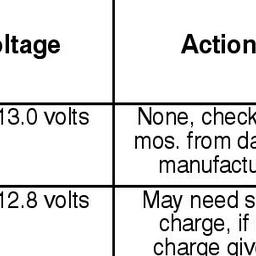 oltage Action
13.0 volts None, check
mos. from da
manufactu
12.8 volts May need s
charge, if
charge give